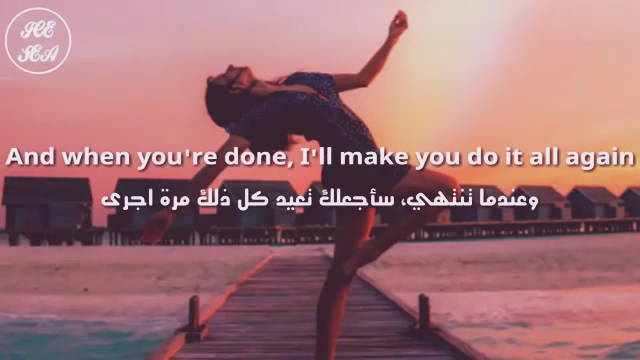 ICE
SEA
And when you're done, I'll make you do it all again
وعندما تنتهي، سأجعلك تعيد كل ذلك مرة اجرى